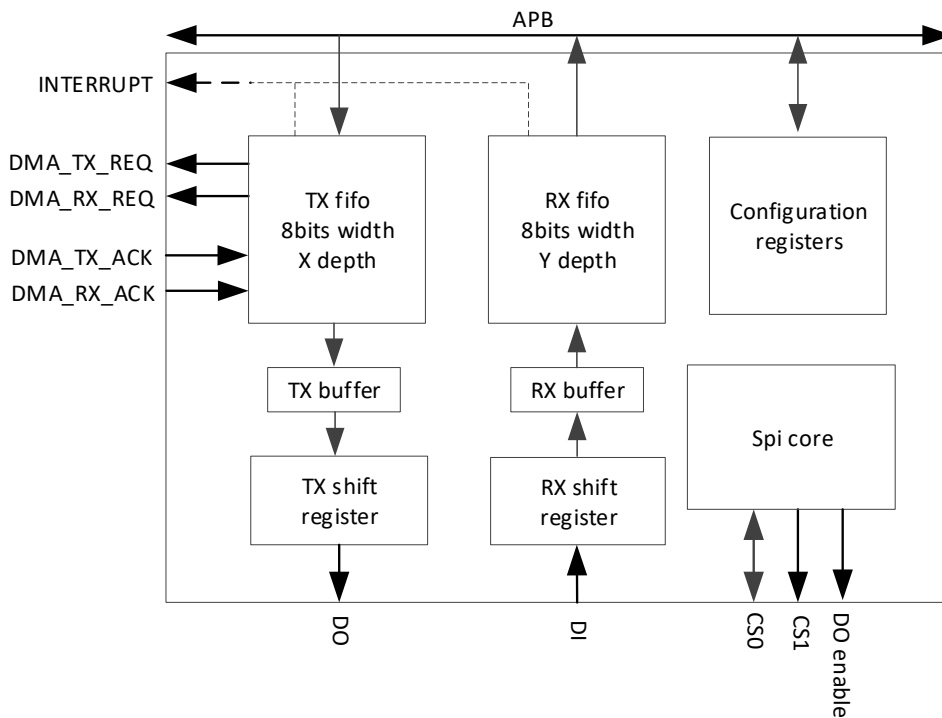 APB
INTERRUPT
DMA_TX_REQ
DMA_RX_REQ
DMA_TX_ACK
DMA_RX_ACK
TX fifo
8bits width
X depth
RX fifo
8bits width
Y depth
Configuration
registers
TX buffer
RX buffer
Spi core
TX shift
register
RX shift
register
DO
DI
CS0
CS1
DO enable